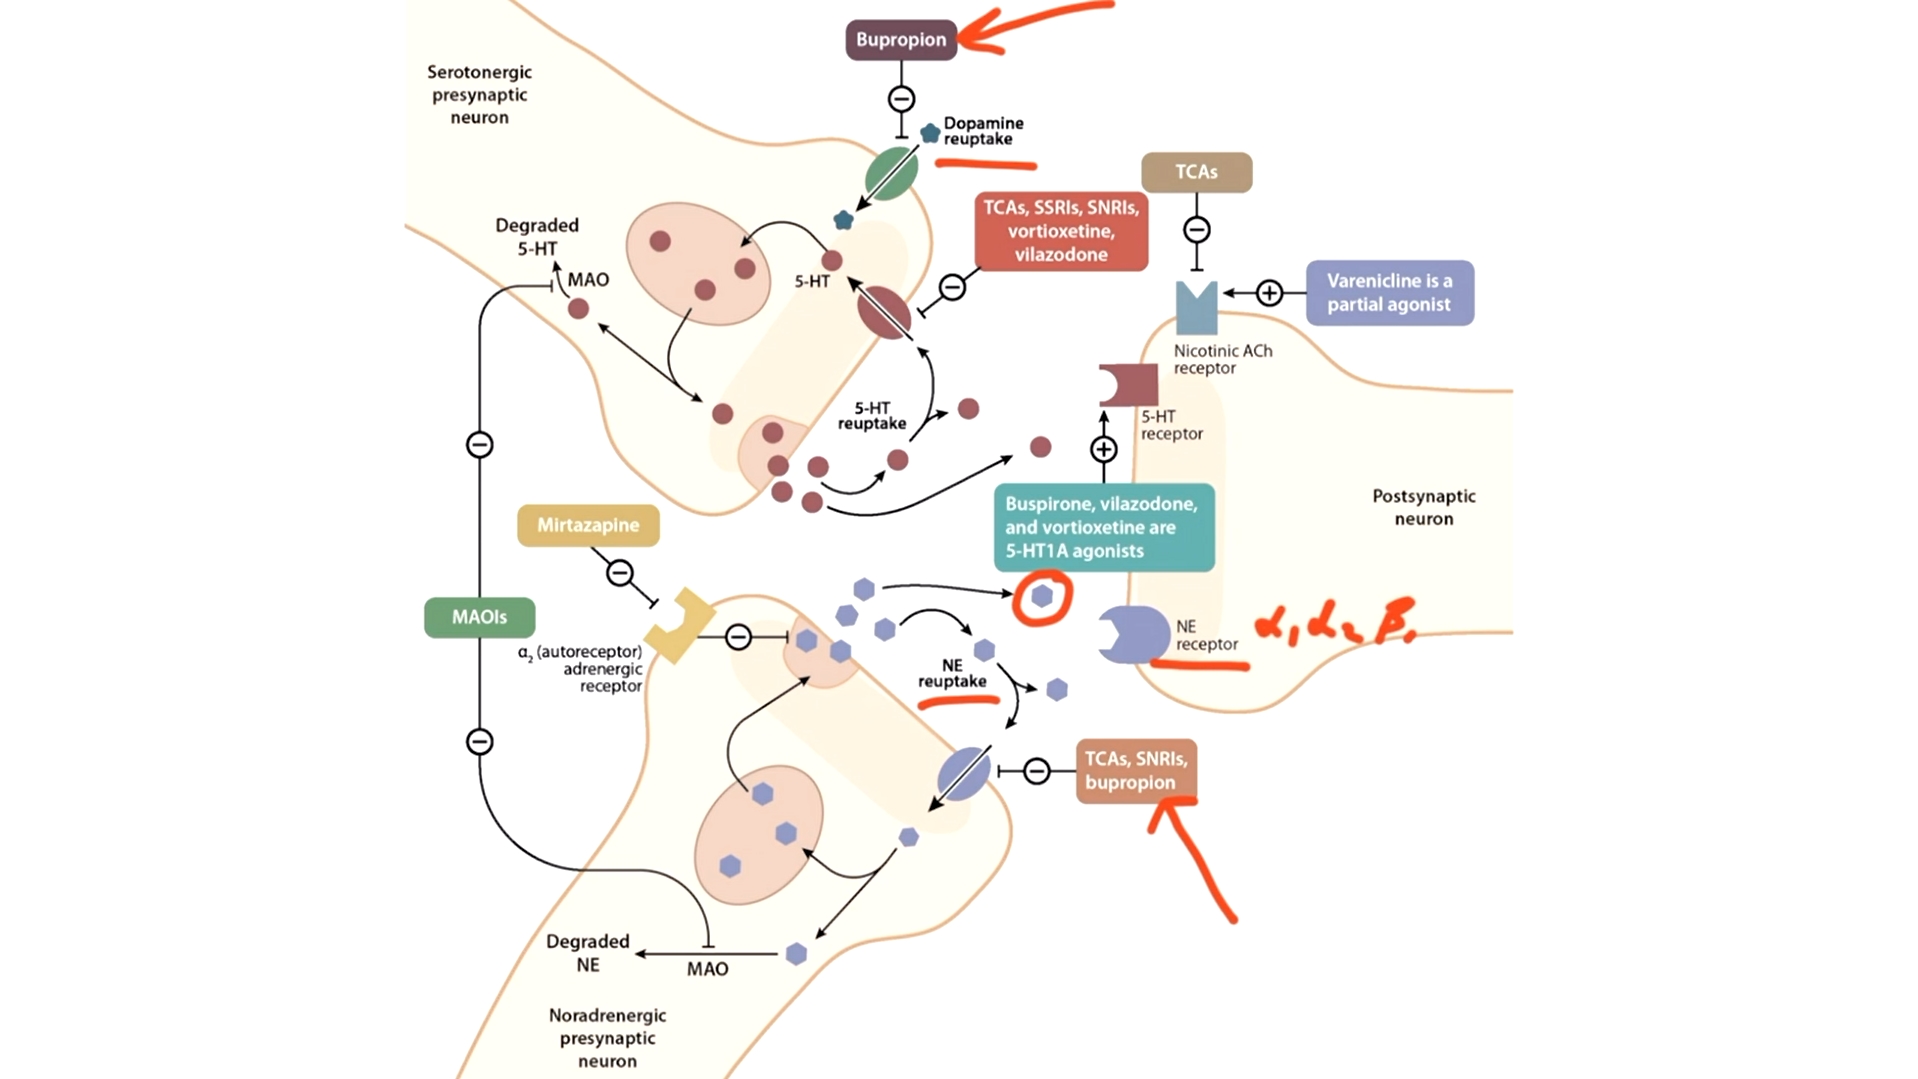 Bupropion
Serotonergic
presynaptic
neuron
Dopamine
reuptake
TCAs
TCAs, SSRIs, SNRIs,
vortioxetine,
vilazodone
Degraded
5-HT
MAO
5-HT
Varenicline is a
partial agonist
Nicotinic ACh
receptor
5-HT
reuptake
5-HT
receptor
Postsynaptic
neuron
Buspirone, vilazodone,
and vortioxetine are
5-HT1A agonists
Mirtazapine
MAOIs
α₂ (autoreceptor)
adrenergic
receptor
NE
receptor
α₁ α₂ β₁
NE
reuptake
TCAs, SNRIs,
bupropion
Degraded
NE
MAO
Noradrenergic
presynaptic
neuron